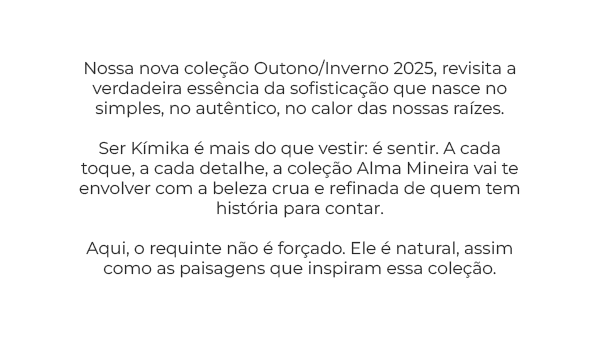 Nossa nova coleção Outono/Inverno 2025, revisita a
verdadeira essência da sofisticação que nasce no
simples, no autêntico, no calor das nossas raízes.
Ser Kímika é mais do que vestir: é sentir. A cada
toque, a cada detalhe, a coleção Alma Mineira vai te
envolver com a beleza crua e refinada de quem tem
história para contar.
Aqui, o requinte não é forçado. Ele é natural, assim
como as paisagens que inspiram essa coleção.